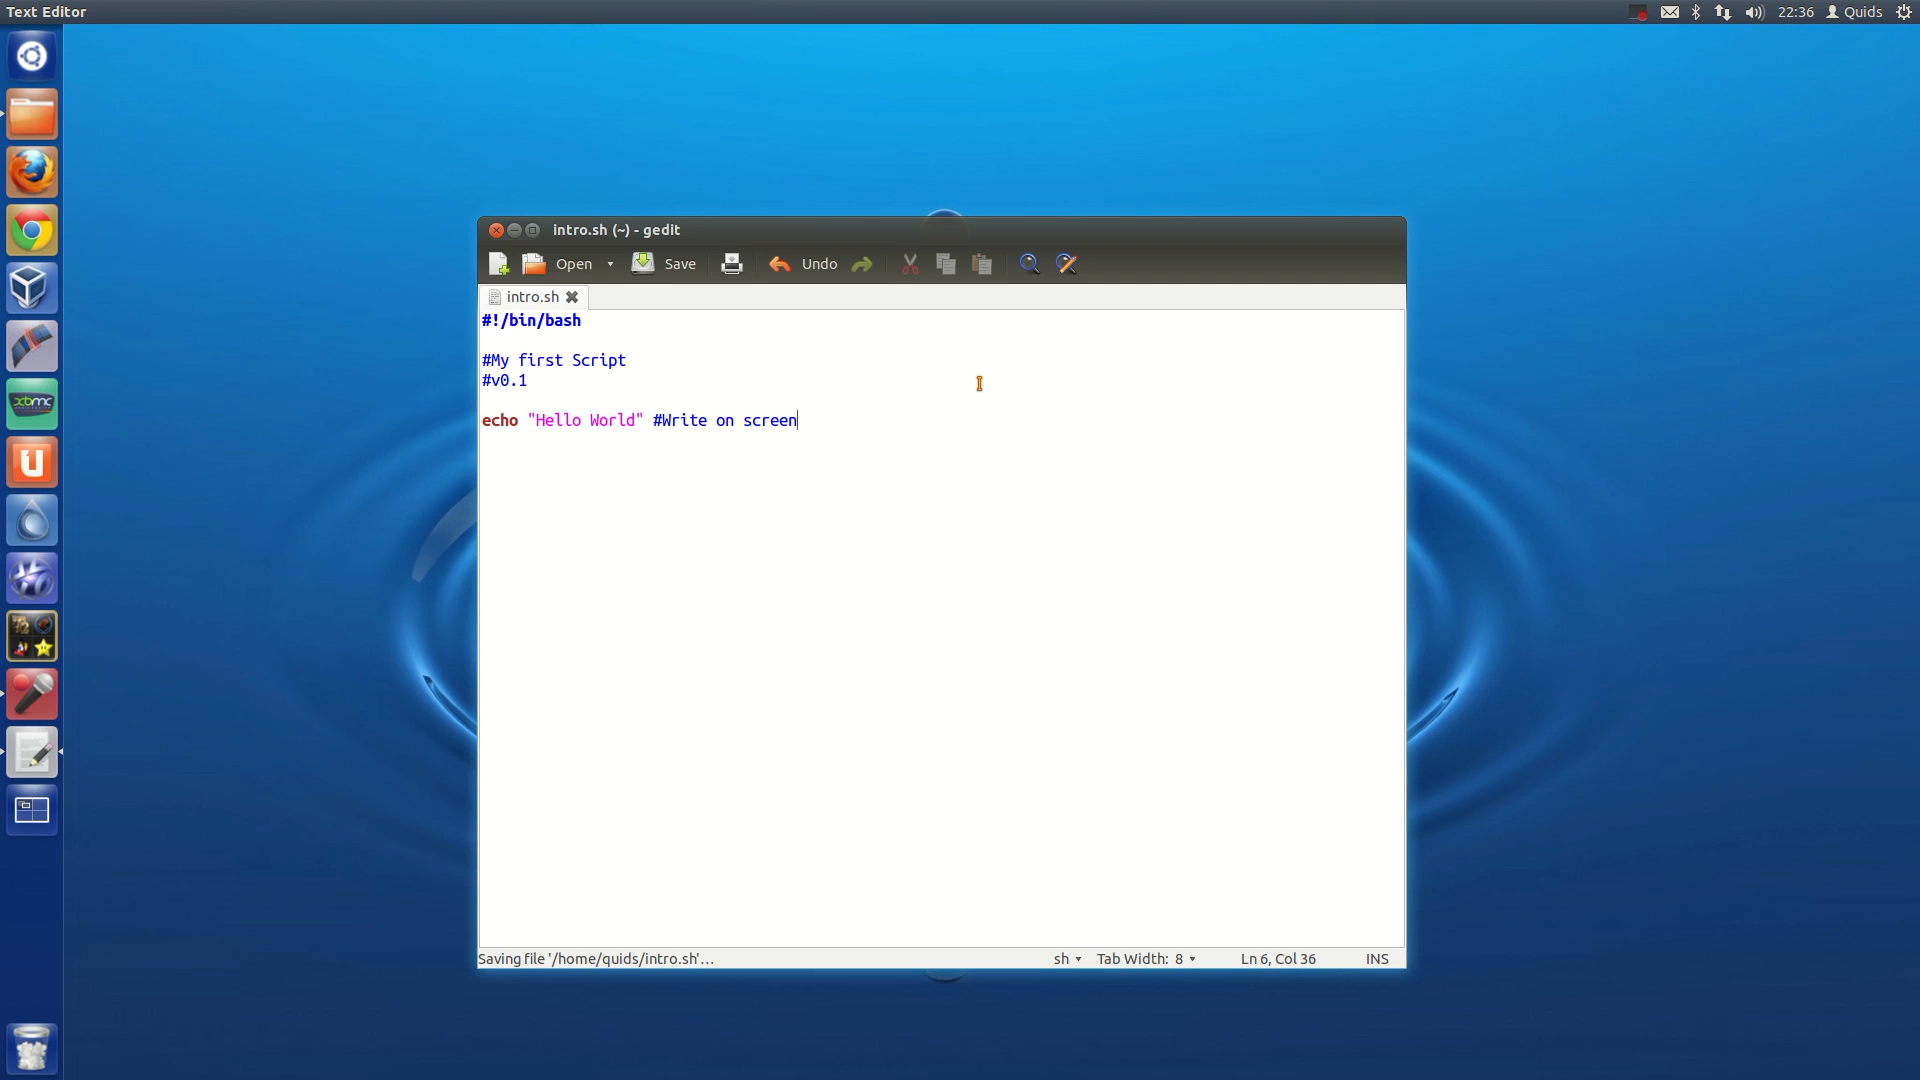 Text Editor
22:36 Quids
intro.sh (~) - gedit
Open Save Undo
intro.sh
#!/bin/bash
#My first Script
#v0.1
echo "Hello World" #Write on screen
Saving file '/home/quids/intro.sh'... sh Tab Width: 8 Ln 6, Col 36 INS
xbmc